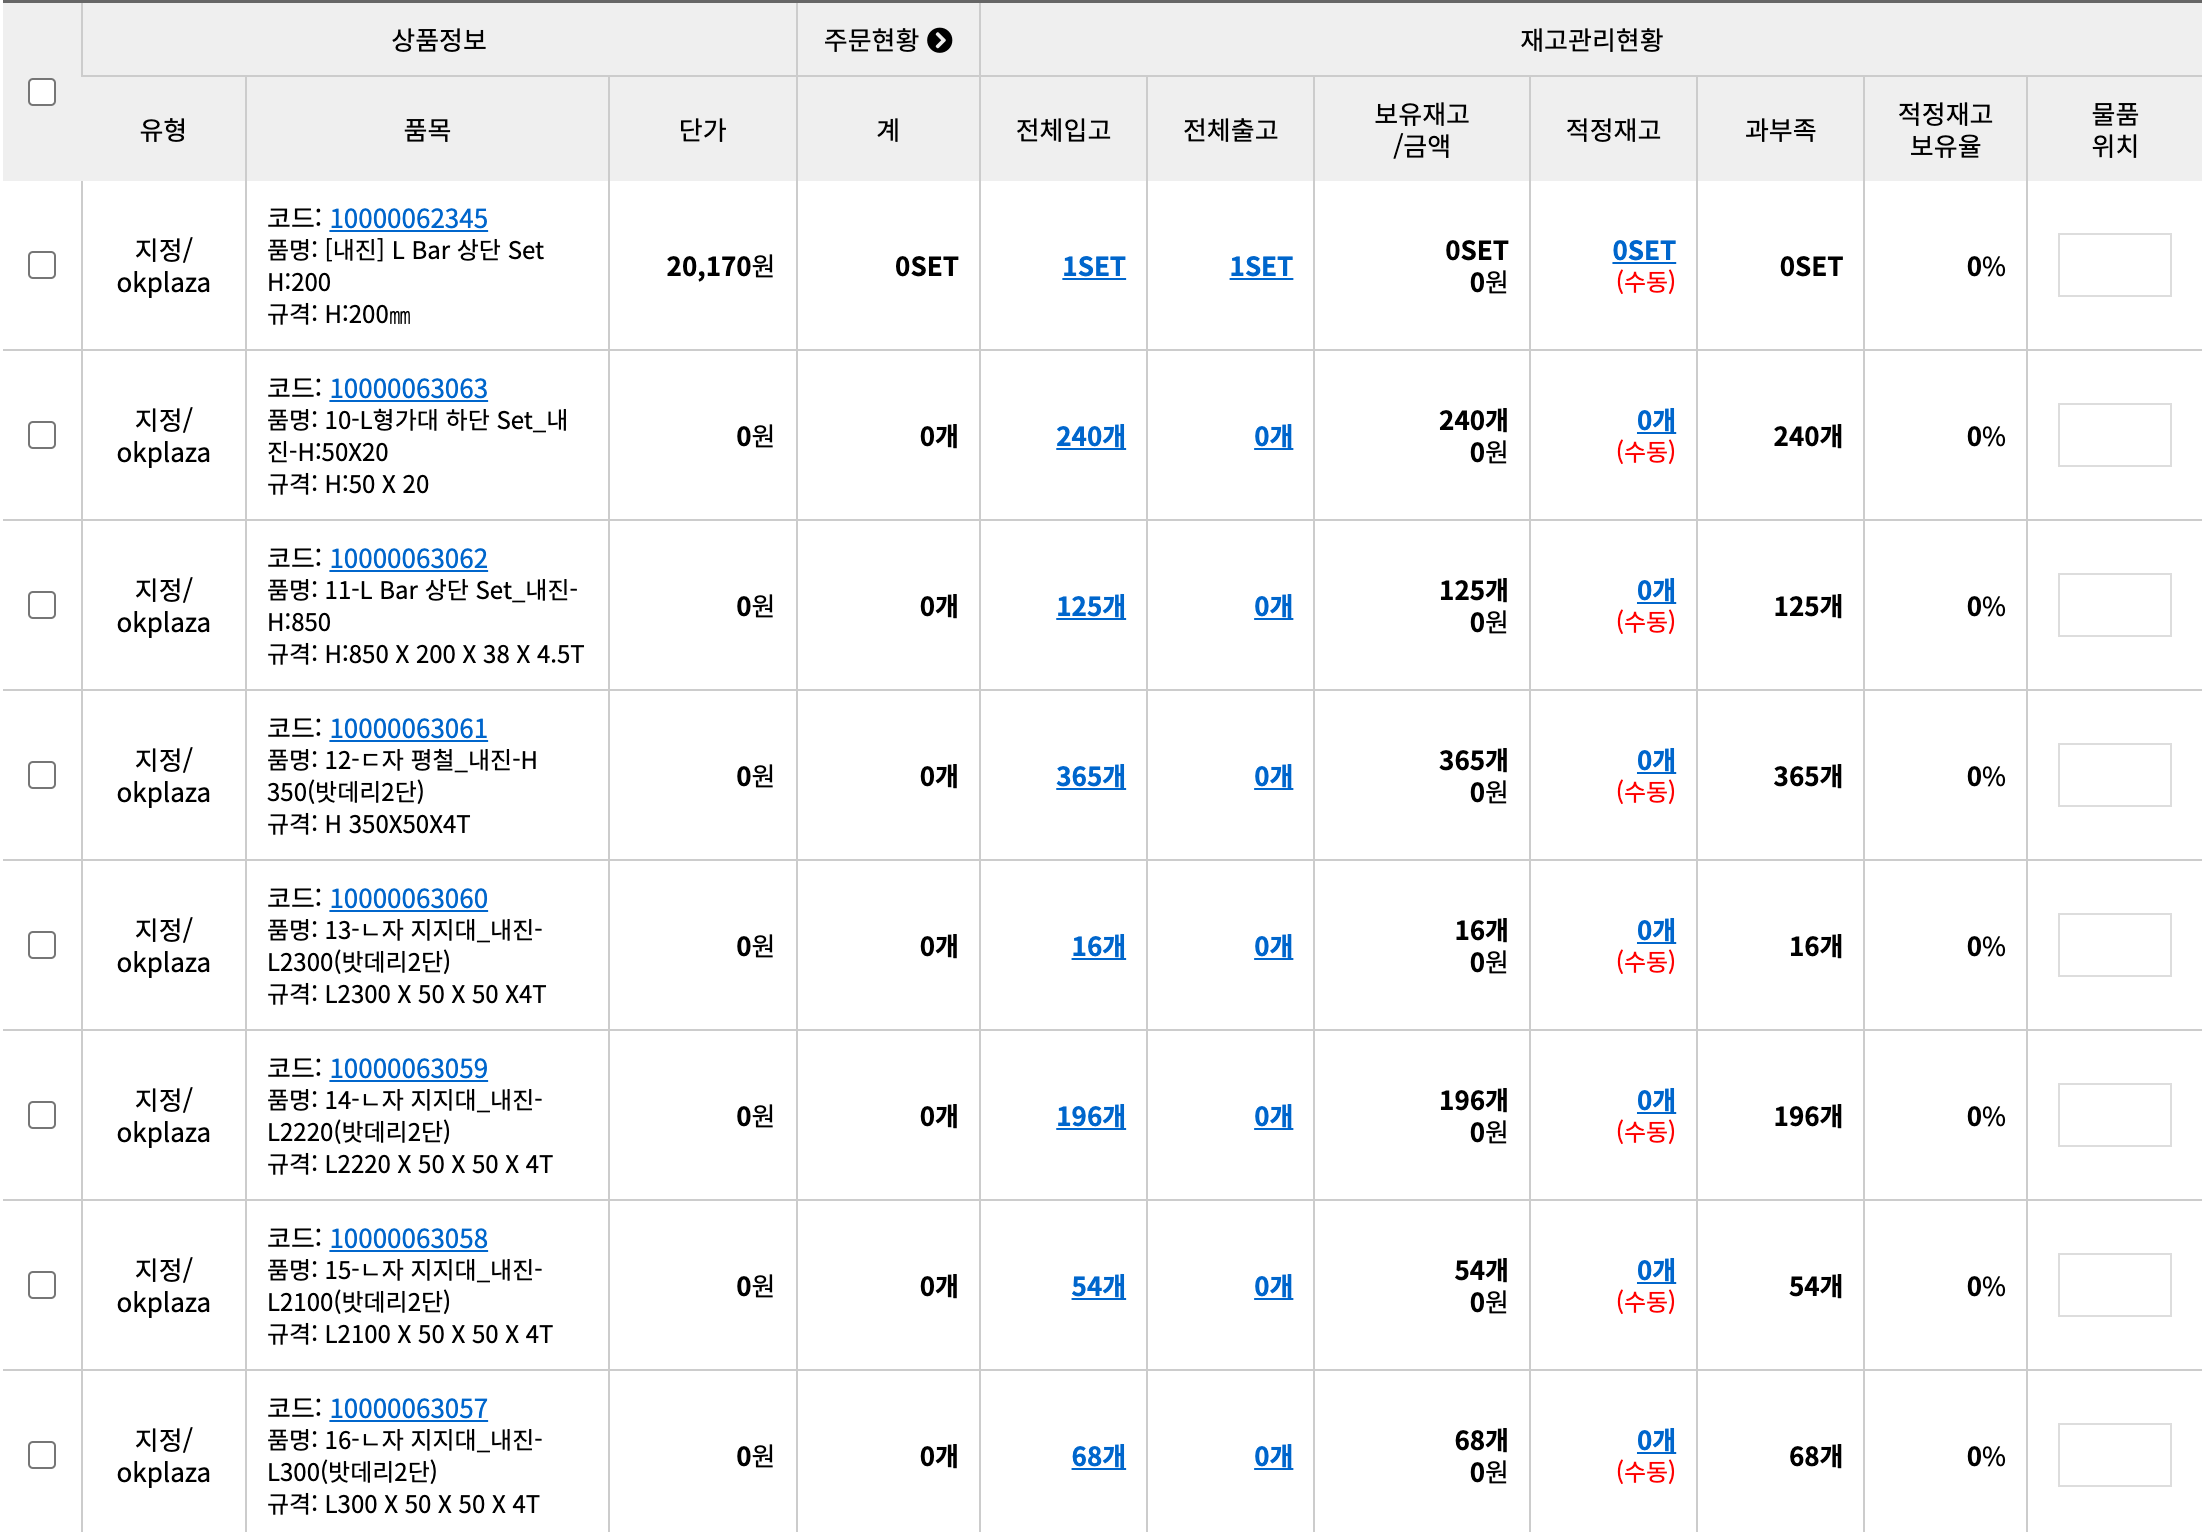 상품정보 주문현황 재고관리현황
유형 품목 단가 계 전체입고 전체출고 보유재고 적정재고 과부족 적정재고 물품
/금액 보유율 위치
코드: 10000062345
지정/ 품명: [내진] L Bar 상단 Set 0SET 0SET
20,170원 0SET 1SET 1SET 0SET 0%
okplaza H:200 0원 (수동)
규격: H:200㎜
코드: 10000063063
지정/ 품명: 10-L형가대 하단 Set_내 240개 0개
0원 0개 240개 0개 240개 0%
okplaza 진-H:50X20 0원 (수동)
규격: H:50 X 20
코드: 10000063062
지정/ 품명: 11-L Bar 상단 Set_내진- 125개 0개
0원 0개 125개 0개 125개 0%
okplaza H:850 0원 (수동)
규격: H:850 X 200 X 38 X 4.5T
코드: 10000063061
지정/ 품명: 12-ㄷ자 평철_내진-H 365개 0개
0원 0개 365개 0개 365개 0%
okplaza 350(밧데리2단) 0원 (수동)
규격: H 350X50X4T
코드: 10000063060
지정/ 품명: 13-ㄴ자 지지대_내진- 16개 0개
0원 0개 16개 0개 16개 0%
okplaza L2300(밧데리2단) 0원 (수동)
규격: L2300 X 50 X 50 X4T
코드: 10000063059
지정/ 품명: 14-ㄴ자 지지대_내진- 196개 0개
0원 0개 196개 0개 196개 0%
okplaza L2220(밧데리2단) 0원 (수동)
규격: L2220 X 50 X 50 X 4T
코드: 10000063058
지정/ 품명: 15-ㄴ자 지지대_내진- 54개 0개
0원 0개 54개 0개 54개 0%
okplaza L2100(밧데리2단) 0원 (수동)
규격: L2100 X 50 X 50 X 4T
코드: 10000063057
지정/ 품명: 16-ㄴ자 지지대_내진- 68개 0개
0원 0개 68개 0개 68개 0%
okplaza L300(밧데리2단) 0원 (수동)
규격: L300 X 50 X 50 X 4T